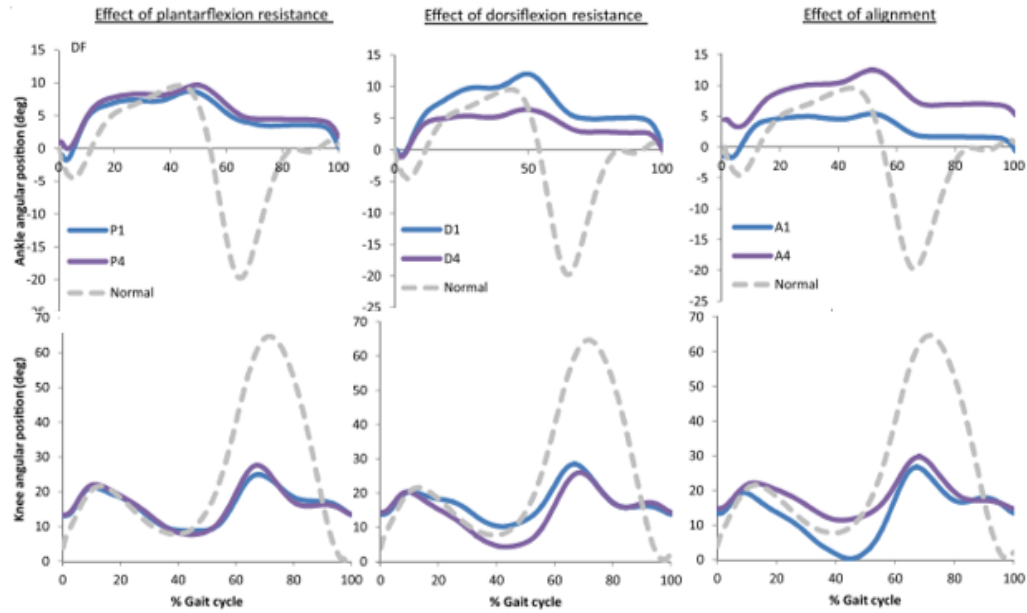 Effect of plantarflexion resistance
Effect of dorsiflexion resistance
Effect of alignment
DF
Ankle angular position (deg)
15
10
5
0
-5
-10
-15
-20
-25
0 20 40 60 80 100
P1
P4
Normal
15
10
5
0
-5
-10
-15
-20
-25
0 50 100
D1
D4
Normal
15
10
5
0
-5
-10
-15
-20
-25
0 20 40 60 80 100
A1
A4
Normal
Knee angular position (deg)
70
60
50
40
30
20
10
0
0 20 40 60 80 100
% Gait cycle
70
60
50
40
30
20
10
0
0 20 40 60 80 100
% Gait cycle
70
60
50
40
30
20
10
0
0 20 40 60 80 100
% Gait cycle